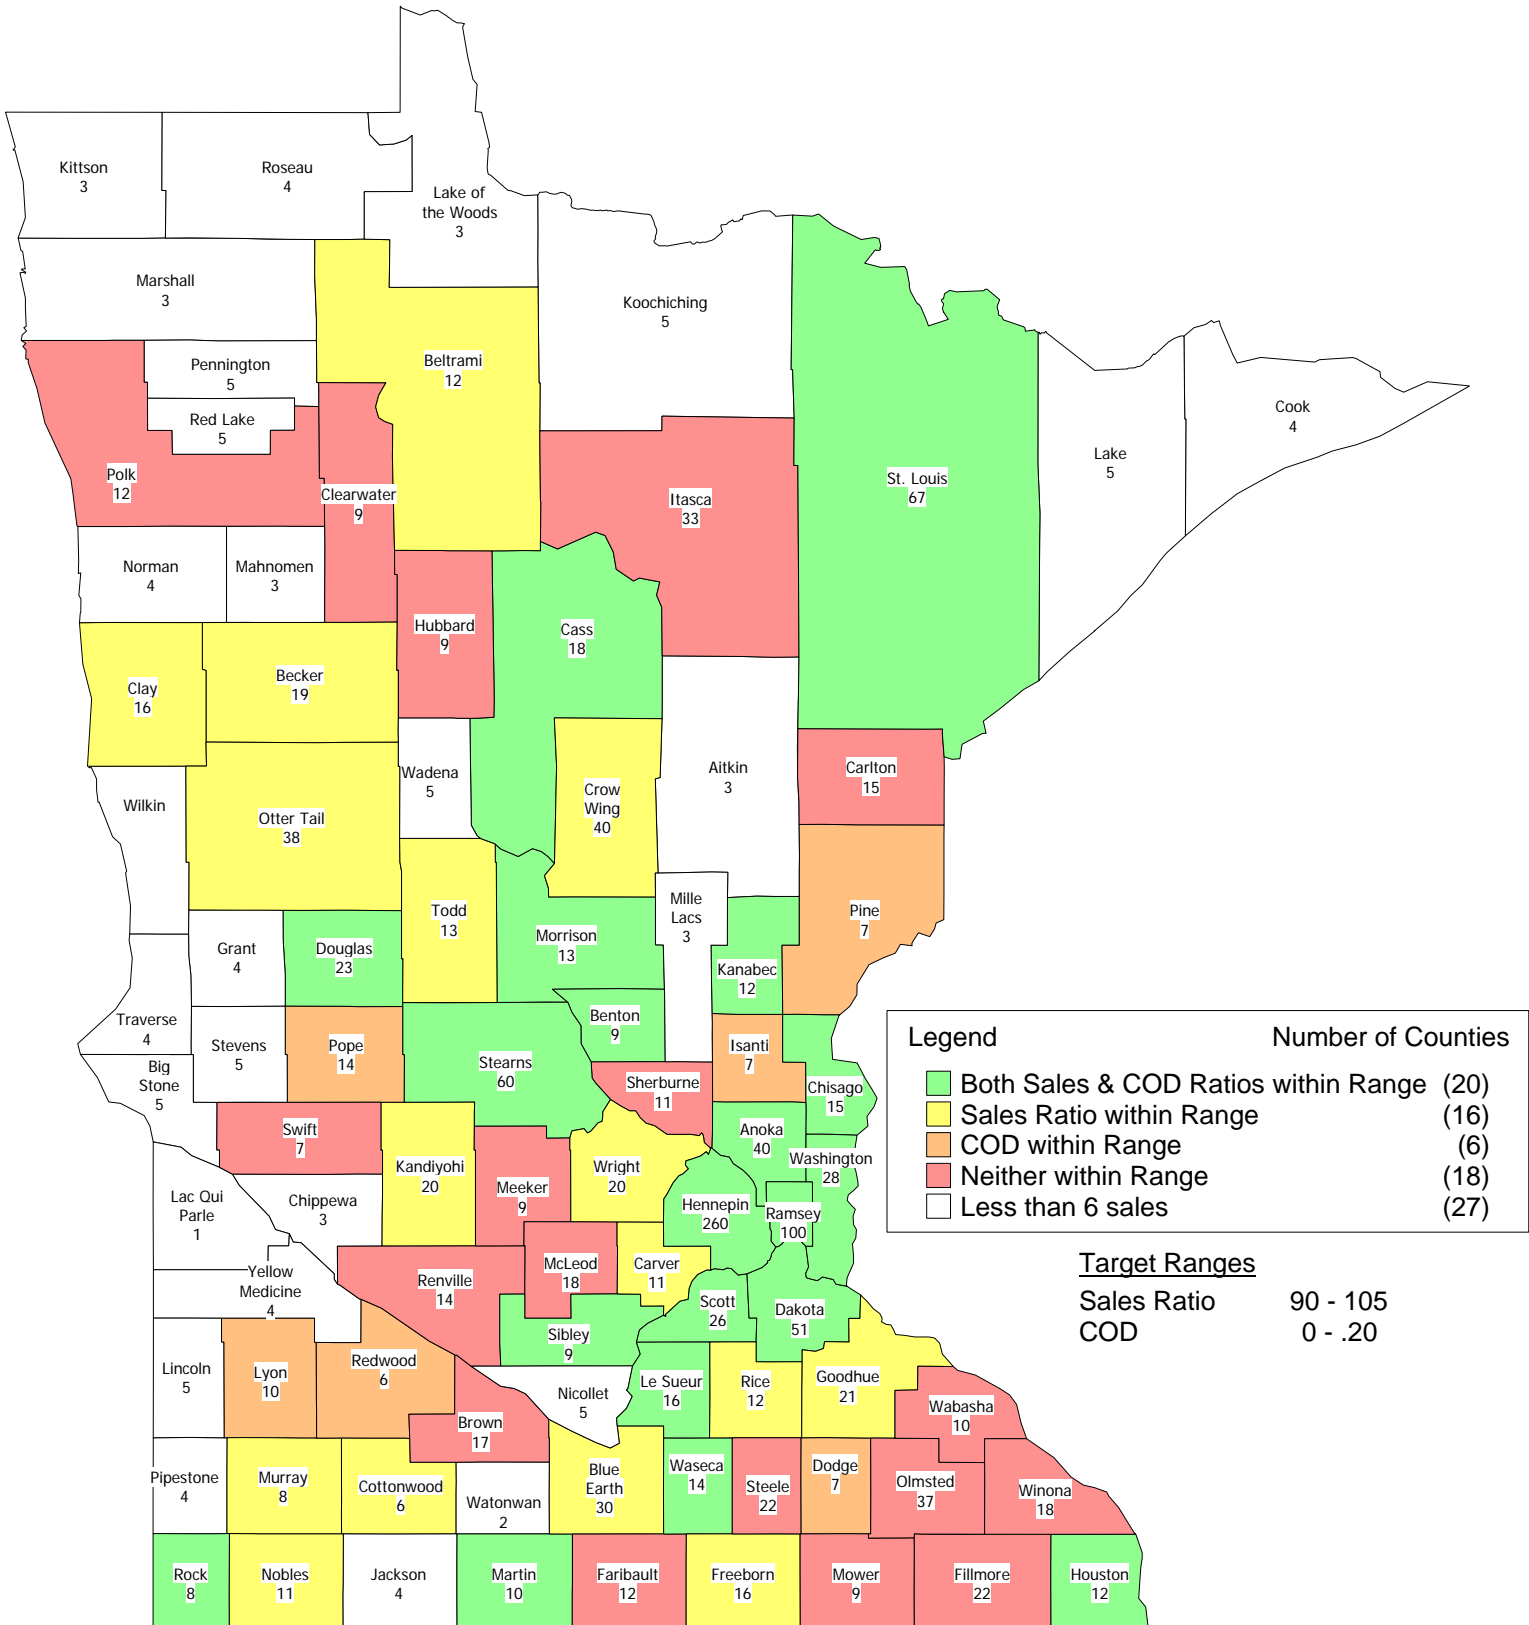 Kittson
3
Roseau
4
Lake of
the Woods
3
Marshall
3
Koochiching
5
Beltrami
12
Pennington
5
Red Lake
5
Polk
12
Clearwater
9
Itasca
33
St. Louis
67
Lake
5
Cook
4
Norman
4
Mahnomen
3
Hubbard
9
Cass
18
Clay
16
Becker
19
Wadena
5
Crow
Wing
40
Aitkin
3
Carlton
15
Wilkin
Otter Tail
38
Todd
13
Morrison
13
Mille
Lacs
3
Kanabec
12
Pine
7
Grant
4
Douglas
23
Traverse
4
Stevens
5
Pope
14
Stearns
60
Benton
9
Isanti
7
Chisago
15
Big
Stone
5
Sherburne
11
Anoka
40
Washington
28
Swift
7
Kandiyohi
20
Meeker
9
Wright
20
Hennepin
260
Ramsey
100
Lac Qui
Parle
1
Chippewa
3
Yellow
Medicine
4
Renville
14
McLeod
18
Carver
11
Scott
26
Dakota
51
Sibley
9
Lincoln
5
Lyon
10
Redwood
6
Brown
17
Nicollet
5
Le Sueur
16
Rice
12
Goodhue
21
Wabasha
10
Pipestone
4
Murray
8
Cottonwood
6
Watonwan
2
Blue
Earth
30
Waseca
14
Steele
22
Dodge
7
Olmsted
37
Winona
18
Rock
8
Nobles
11
Jackson
4
Martin
10
Faribault
12
Freeborn
16
Mower
9
Fillmore
22
Houston
12
Legend Number of Counties
Both Sales & COD Ratios within Range (20)
Sales Ratio within Range (16)
COD within Range (6)
Neither within Range (18)
Less than 6 sales (27)
Target Ranges
Sales Ratio 90 - 105
COD 0 - .20